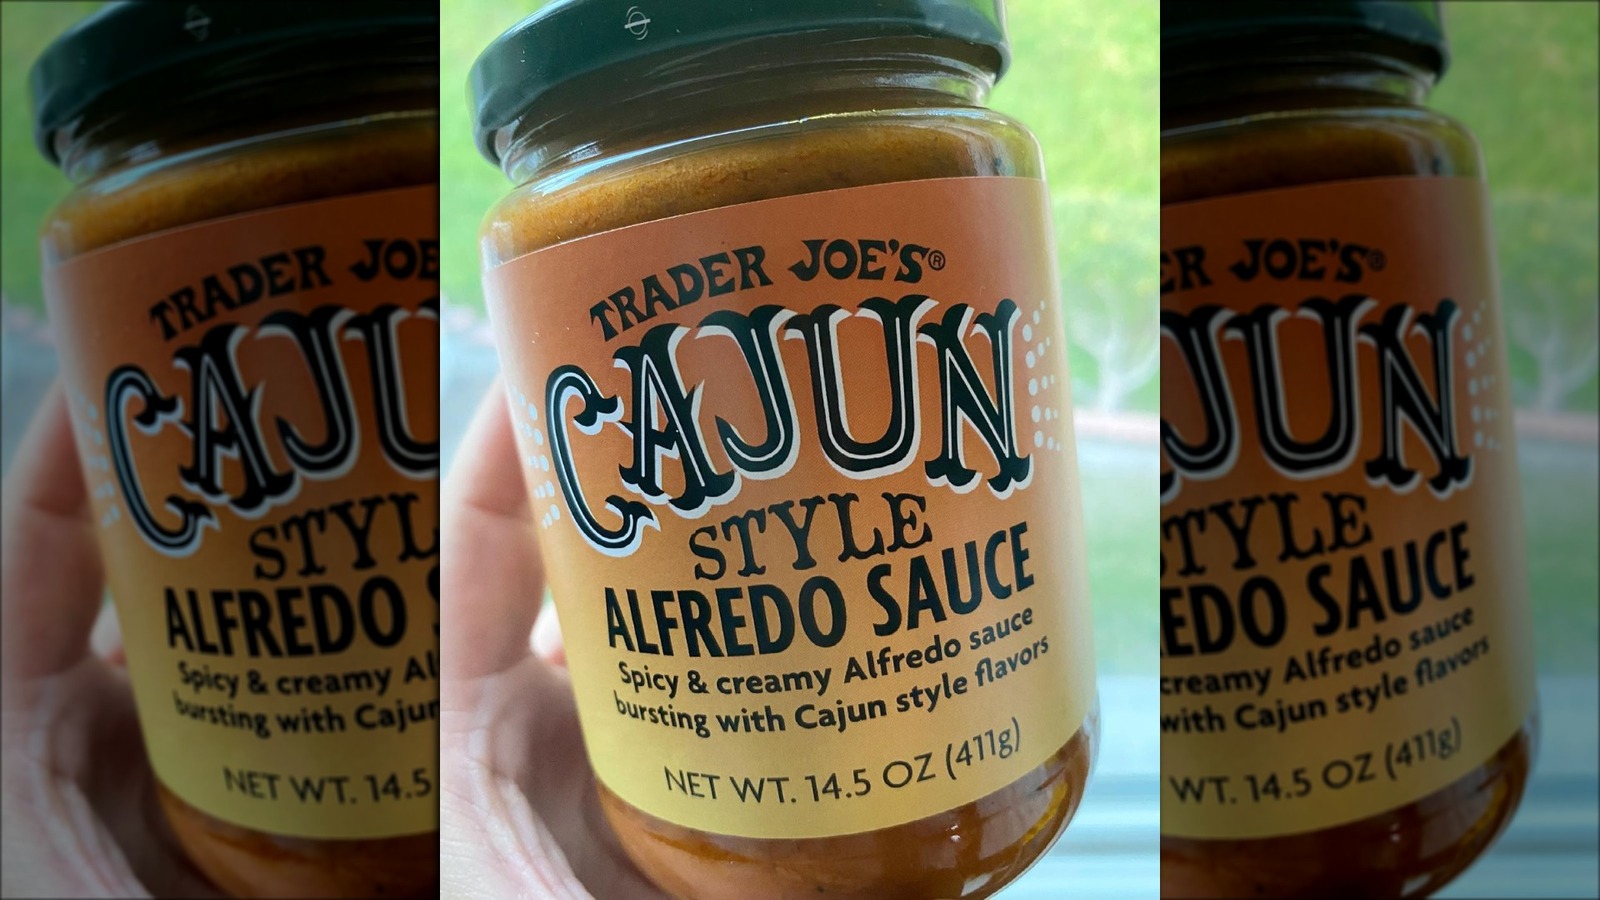 TRADER JOE'S®
CAJUN
STYLE
ALFREDO SAUCE
Spicy & creamy Alfredo sauce
bursting with Cajun style flavors
NET WT. 14.5 OZ (411g)